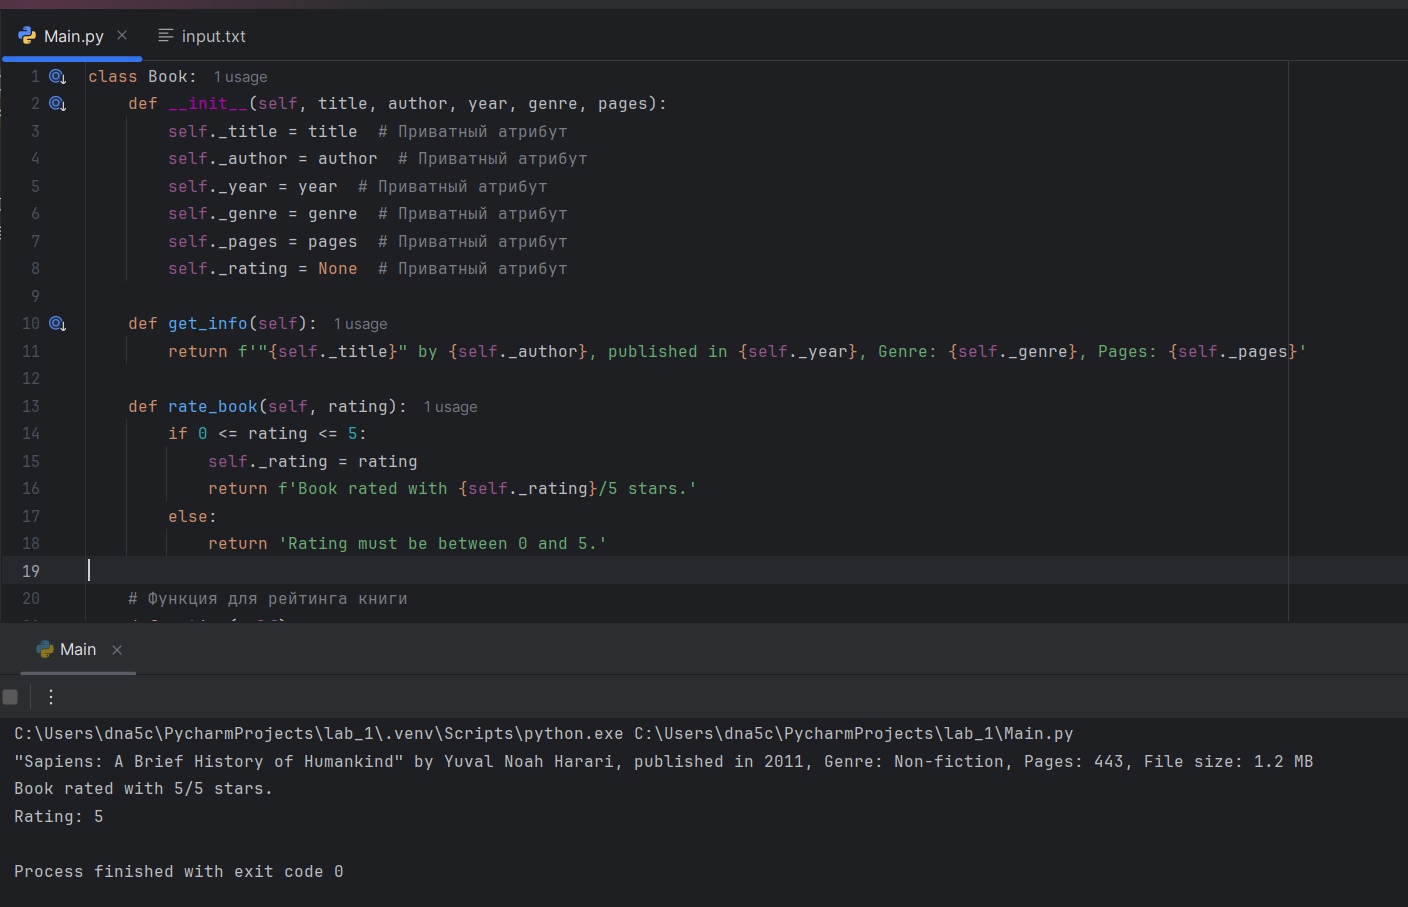 Main.py × input.txt
1 class Book: 1 usage
2 def __init__(self, title, author, year, genre, pages):
3 self._title = title # Приватный атрибут
4 self._author = author # Приватный атрибут
5 self._year = year # Приватный атрибут
6 self._genre = genre # Приватный атрибут
7 self._pages = pages # Приватный атрибут
8 self._rating = None # Приватный атрибут
9
10 def get_info(self): 1 usage
11 return f'"{self._title}" by {self._author}, published in {self._year}, Genre: {self._genre}, Pages: {self._pages}'
12
13 def rate_book(self, rating): 1 usage
14 if 0 <= rating <= 5:
15 self._rating = rating
16 return f'Book rated with {self._rating}/5 stars.'
17 else:
18 return 'Rating must be between 0 and 5.'
19
20 # Функция для рейтинга книги
Main ×
C:\Users\dna5c\PycharmProjects\lab_1\.venv\Scripts\python.exe C:\Users\dna5c\PycharmProjects\lab_1\Main.py
"Sapiens: A Brief History of Humankind" by Yuval Noah Harari, published in 2011, Genre: Non-fiction, Pages: 443, File size: 1.2 MB
Book rated with 5/5 stars.
Rating: 5
Process finished with exit code 0